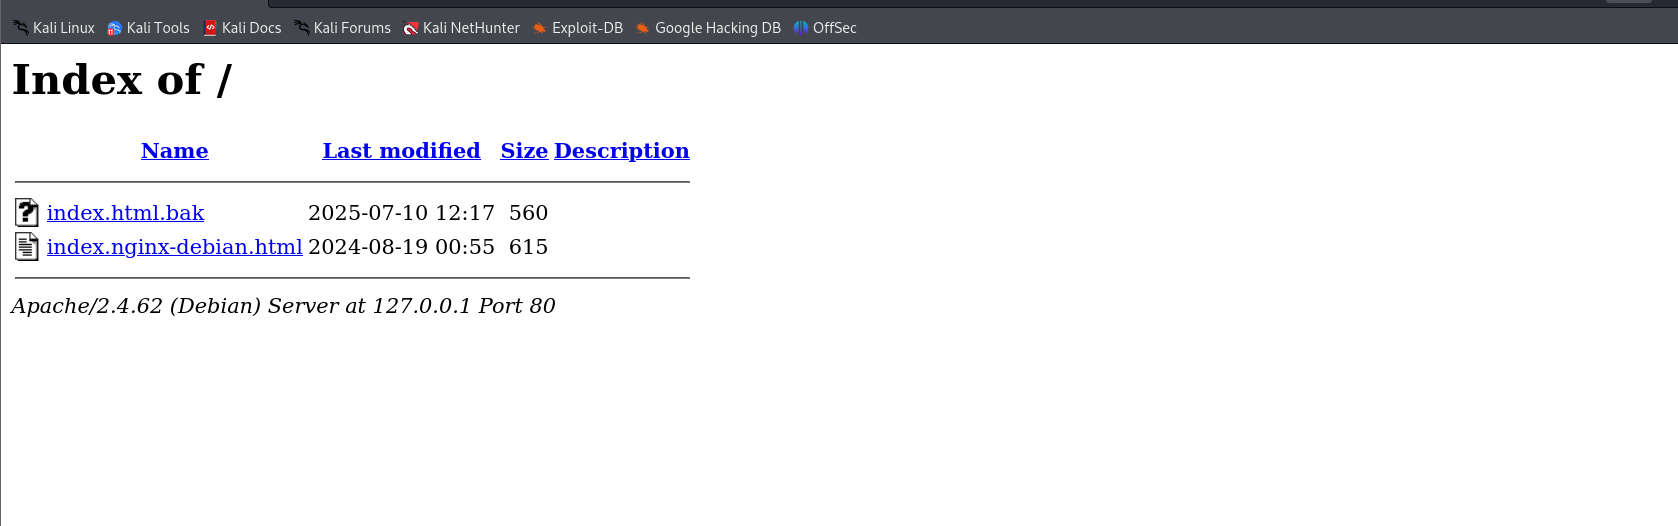 Kali Linux Kali Tools Kali Docs Kali Forums Kali NetHunter Exploit-DB Google Hacking DB OffSec
Index of /
Name Last modified Size Description
index.html.bak 2025-07-10 12:17 560
index.nginx-debian.html 2024-08-19 00:55 615
Apache/2.4.62 (Debian) Server at 127.0.0.1 Port 80